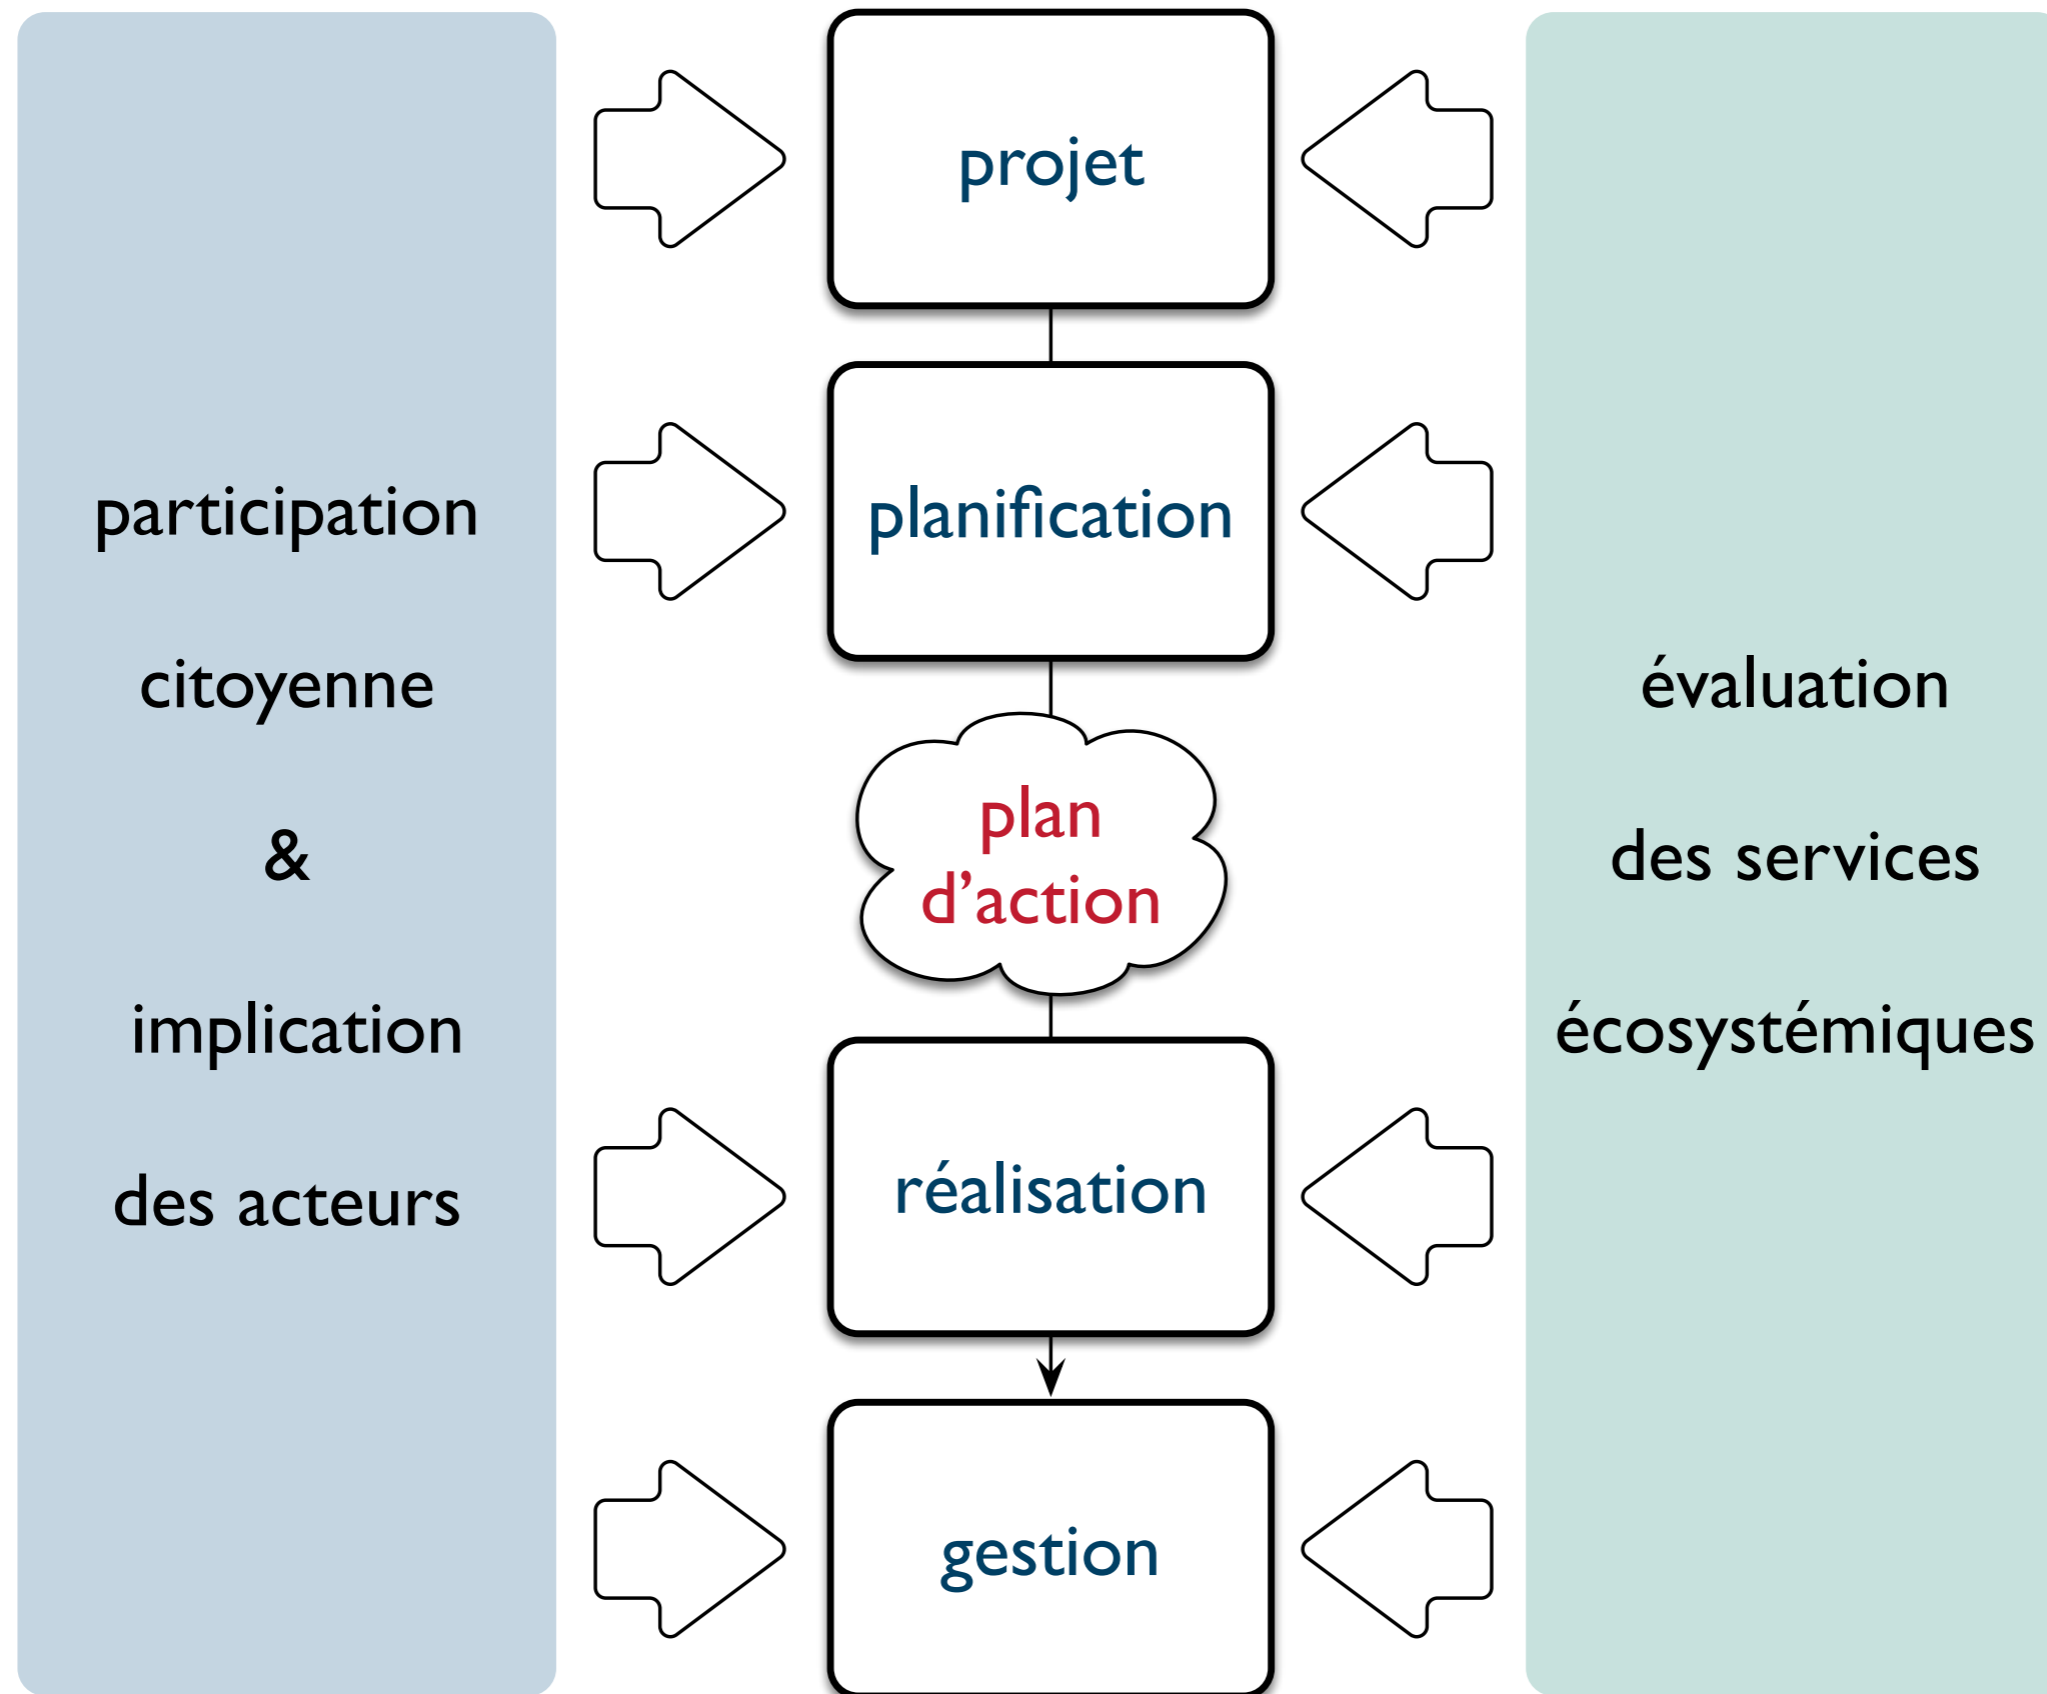 participation
citoyenne
&
implication
des acteurs
projet
planification
plan
d’action
réalisation
gestion
évaluation
des services
écosystémiques